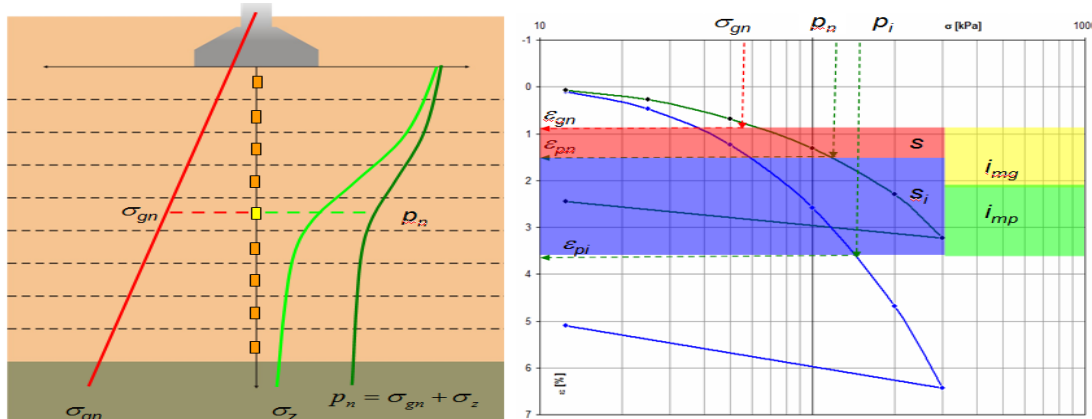 σgn
pn
σgn
σz
pn = σgn + σz
10
σgn
pn
pi
σ [kPa]
1000
-1
0
1
2
3
4
5
6
7
εgn
εpn
εpi
s
si
img
imp
ε [%]